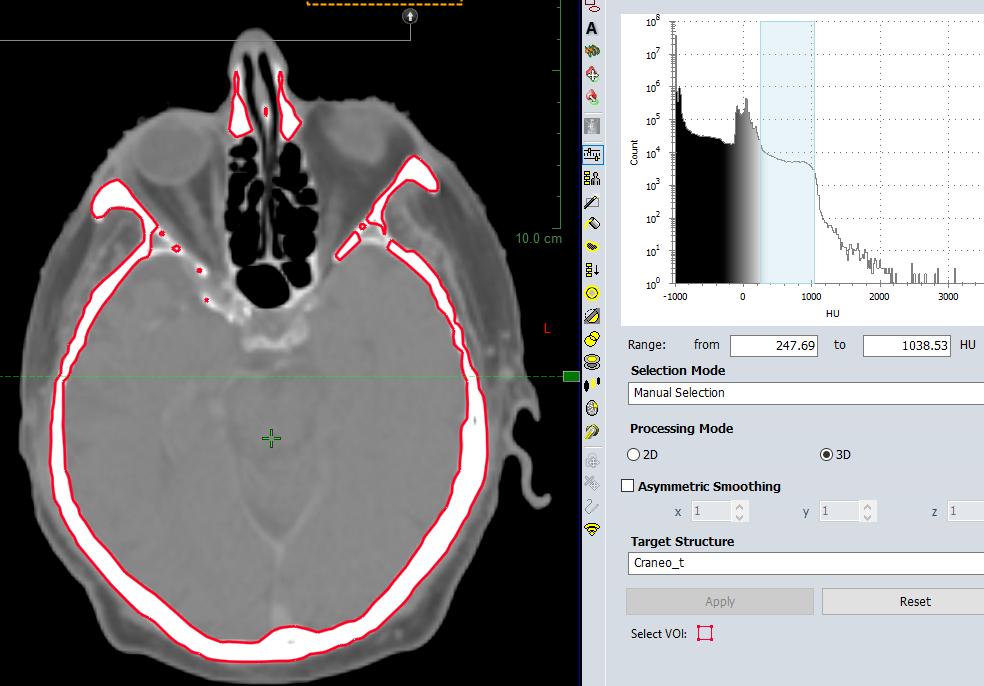 A
10.0 cm
L
10⁸
10⁷
10⁶
10⁵
10⁴
10³
10²
10¹
10⁰
Count
-1000 0 1000 2000 3000
HU
Range: from 247.69 to 1038.53 HU
Selection Mode
Manual Selection
Processing Mode
2D 3D
Asymmetric Smoothing
x 1 y 1 z 1
Target Structure
Craneo_t
Apply Reset
Select VOI: